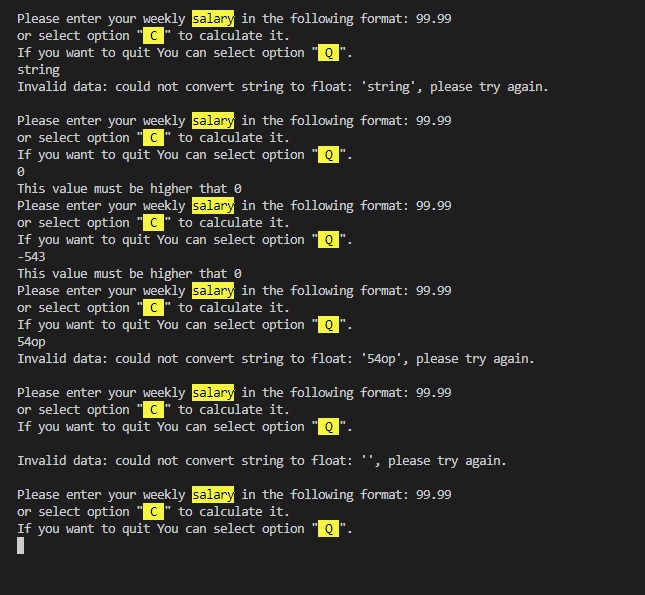 Please enter your weekly salary in the following format: 99.99
or select option " C " to calculate it.
If you want to quit You can select option " Q ".
string
Invalid data: could not convert string to float: 'string', please try again.
Please enter your weekly salary in the following format: 99.99
or select option " C " to calculate it.
If you want to quit You can select option " Q ".
0
This value must be higher that 0
Please enter your weekly salary in the following format: 99.99
or select option " C " to calculate it.
If you want to quit You can select option " Q ".
-543
This value must be higher that 0
Please enter your weekly salary in the following format: 99.99
or select option " C " to calculate it.
If you want to quit You can select option " Q ".
54op
Invalid data: could not convert string to float: '54op', please try again.
Please enter your weekly salary in the following format: 99.99
or select option " C " to calculate it.
If you want to quit You can select option " Q ".
Invalid data: could not convert string to float: '', please try again.
Please enter your weekly salary in the following format: 99.99
or select option " C " to calculate it.
If you want to quit You can select option " Q ".